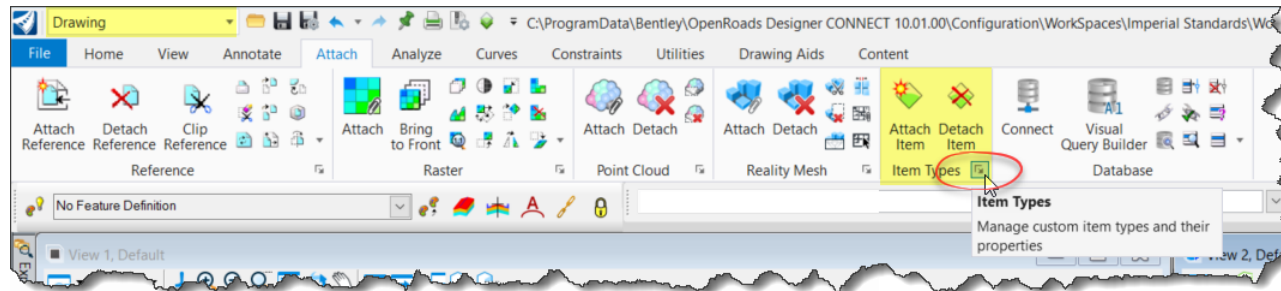 Drawing
C:\ProgramData\Bentley\OpenRoads Designer CONNECT 10.01.00\Configuration\WorkSpaces\Imperial Standards\Wo
File Home View Annotate Attach Analyze Curves Constraints Utilities Drawing Aids Content
Attach Reference
Detach Reference
Clip Reference
Reference
Attach
Bring to Front
Raster
Attach Detach
Point Cloud
Attach Detach
Reality Mesh
Attach Item
Detach Item
Item Types
Connect
A1
Visual Query Builder
Database
No Feature Definition
Item Types
Manage custom item types and their
properties
View 1, Default
View 2, Def